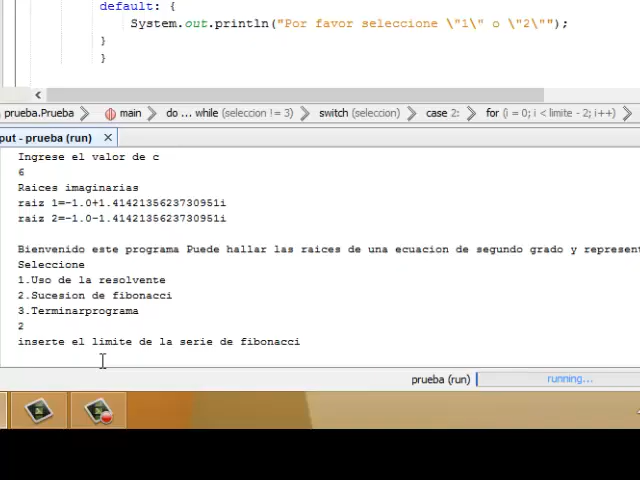 default: {
System.out.println("Por favor seleccione \"1\" o \"2\"");
}
}
prueba.Prueba main do ... while (seleccion != 3) switch (seleccion) case 2: for (i = 0; i < limite - 2; i++)
put - prueba (run)
Ingrese el valor de c
6
Raices imaginarias
raiz 1=-1.0+1.4142135623730951i
raiz 2=-1.0-1.4142135623730951i
Bienvenido este programa Puede hallar las raices de una ecuacion de segundo grado y represent
Seleccione
1.Uso de la resolvente
2.Sucesion de fibonacci
3.Terminarprograma
2
inserte el limite de la serie de fibonacci
prueba (run) running...